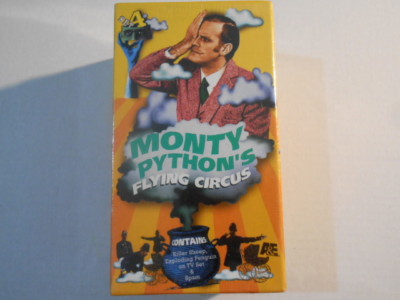 4
MONTY
PYTHON'S
FLYING CIRCUS
CONTAINS
Killer Sheep,
Exploding Penguin
on TV Set
&
Spam
A&E